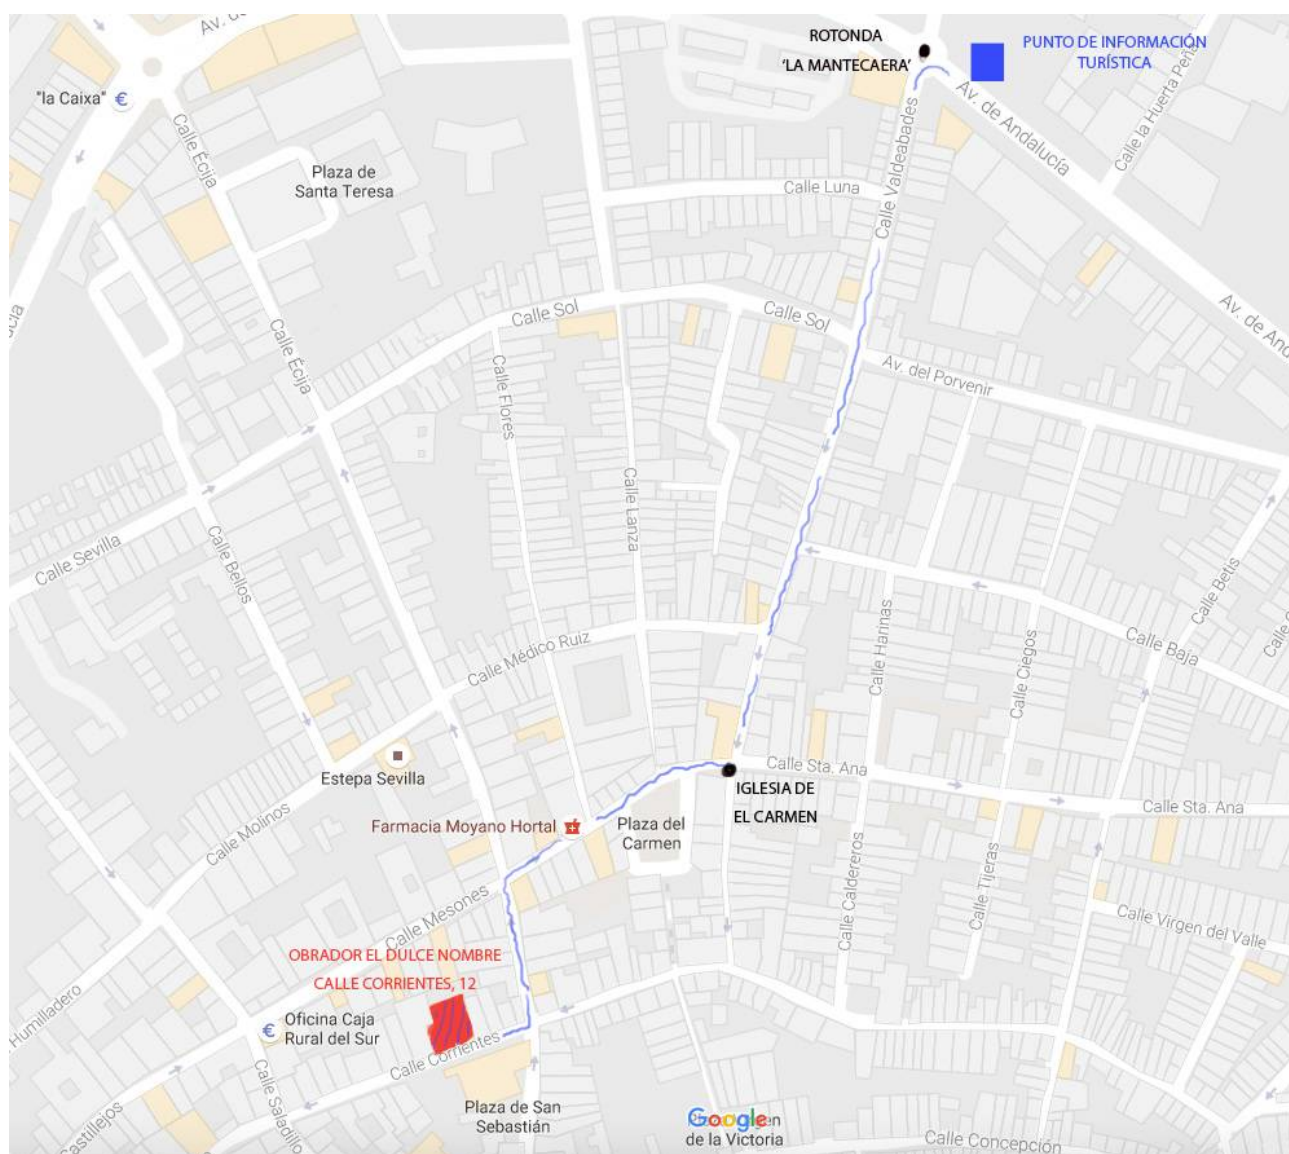 ROTONDA
‘LA MANTECAERA’
PUNTO DE INFORMACIÓN
TURÍSTICA
Av. de
"la Caixa"
Calle Écija
Plaza de
Santa Teresa
Calle Luna
Calle Valdeabades
Av. de Andalucía
Calle la Huerta Peña
Av. de And
cía
Calle Sol
Calle Sol
Calle Écija
Calle Flores
Av. del Porvenir
Calle Lanza
Calle Sevilla
Calle Bellos
Calle Médico Ruiz
Calle Harinas
Calle Ciegos
Calle Baja
Calle Betis
Calle
Estepa Sevilla
Calle Sta. Ana
IGLESIA DE
EL CARMEN
Calle Sta. Ana
Farmacia Moyano Hortal
Plaza del
Carmen
Calle Molinos
Calle Mesones
Calle Caldereros
Calle Tijeras
Calle Virgen del Valle
OBRADOR EL DULCE NOMBRE
CALLE CORRIENTES, 12
Humilladero
Oficina Caja
Rural del Sur
Calle Corrientes
Calle Saladillo
Castillejos
Plaza de San
Sebastián
Google
de la Victoria
Calle Concepción